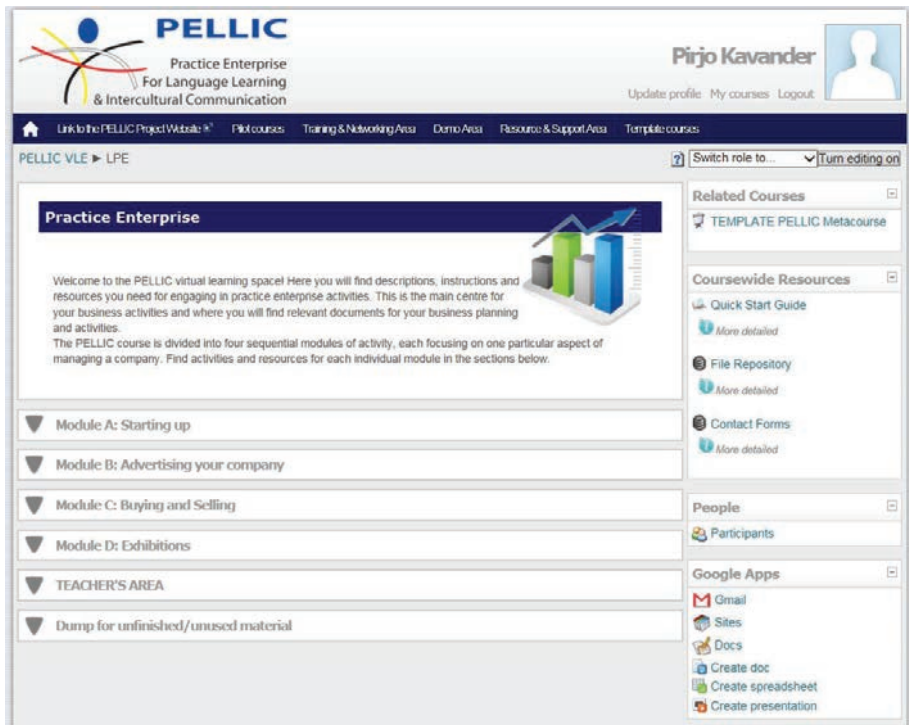 PELLIC
Practice Enterprise
For Language Learning
& Intercultural Communication
Pirjo Kavander
Update profile My courses Logout
Link to the PELLIC Project Website Pilot courses Training & Networking Area Demo Area Resource & Support Area Template courses
PELLIC VLE ► LPE
? Switch role to... Turn editing on
Practice Enterprise
Welcome to the PELLIC virtual learning space! Here you will find descriptions, instructions and
resources you need for engaging in practice enterprise activities. This is the main centre for
your business activities and where you will find relevant documents for your business planning
and activities.
The PELLIC course is divided into four sequential modules of activity, each focusing on one particular aspect of
managing a company. Find activities and resources for each individual module in the sections below.
Module A: Starting up
Module B: Advertising your company
Module C: Buying and Selling
Module D: Exhibitions
TEACHER'S AREA
Dump for unfinished/unused material
Related Courses
TEMPLATE PELLIC Metacourse
Coursewide Resources
Quick Start Guide
More detailed
File Repository
More detailed
Contact Forms
More detailed
People
Participants
Google Apps
Gmail
Sites
Docs
Create doc
Create spreadsheet
Create presentation